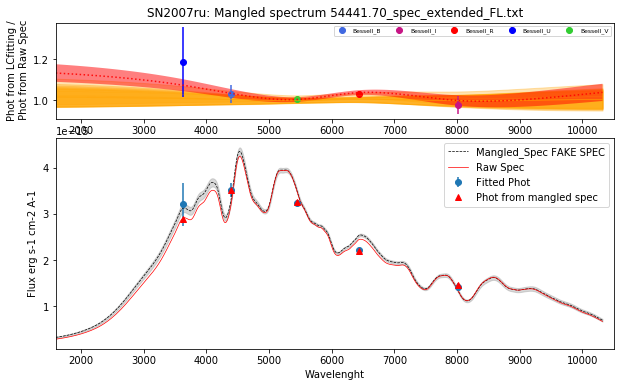 SN2007ru: Mangled spectrum 54441.70_spec_extended_FL.txt
Phot from LCfitting /
Phot from Raw Spec
1.2
1.0
Bessell_B
Bessell_I
Bessell_R
Bessell_U
Bessell_V
2000 3000 4000 5000 6000 7000 8000 9000 10000
Flux erg s-1 cm-2 A-1
4
3
2
1
Mangled_Spec FAKE SPEC
Raw Spec
Fitted Phot
Phot from mangled spec
2000 3000 4000 5000 6000 7000 8000 9000 10000
Wavelenght